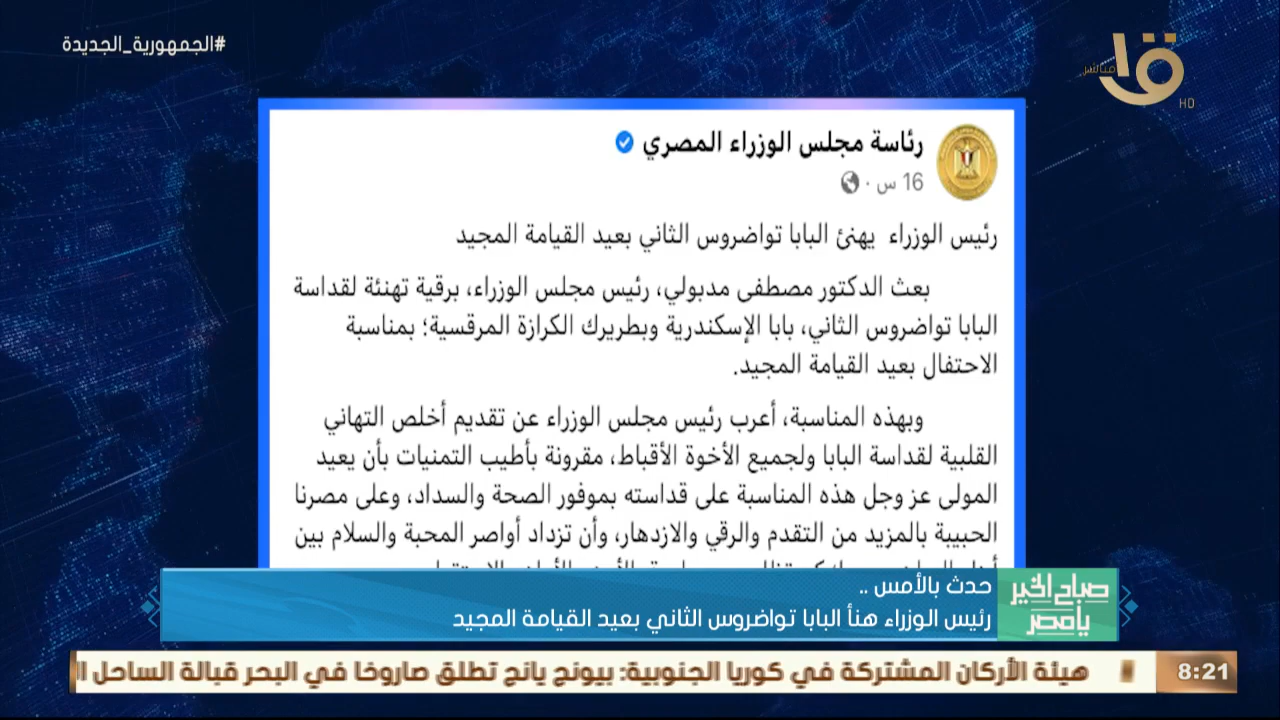 #الجمهورية_الجديدة
مباشر
HD
رئاسة مجلس الوزراء المصري
16 س ·
رئيس الوزراء يهنئ البابا تواضروس الثاني بعيد القيامة المجيد
بعث الدكتور مصطفى مدبولي، رئيس مجلس الوزراء، برقية تهنئة لقداسة
البابا تواضروس الثاني، بابا الإسكندرية وبطريرك الكرازة المرقسية؛ بمناسبة
الاحتفال بعيد القيامة المجيد.
وبهذه المناسبة، أعرب رئيس مجلس الوزراء عن تقديم أخلص التهاني
القلبية لقداسة البابا ولجميع الأخوة الأقباط، مقرونة بأطيب التمنيات بأن يعيد
المولى عز وجل هذه المناسبة على قداسته بموفور الصحة والسداد، وعلى مصرنا
الحبيبة بالمزيد من التقدم والرقي والازدهار، وأن تزداد أواصر المحبة والسلام بين
صباح الخير
يا مصر
حدث بالأمس ..
رئيس الوزراء هنأ البابا تواضروس الثاني بعيد القيامة المجيد
8:21
هيئة الأركان المشتركة في كوريا الجنوبية: بيونج يانج تطلق صاروخا في البحر قبالة الساحل